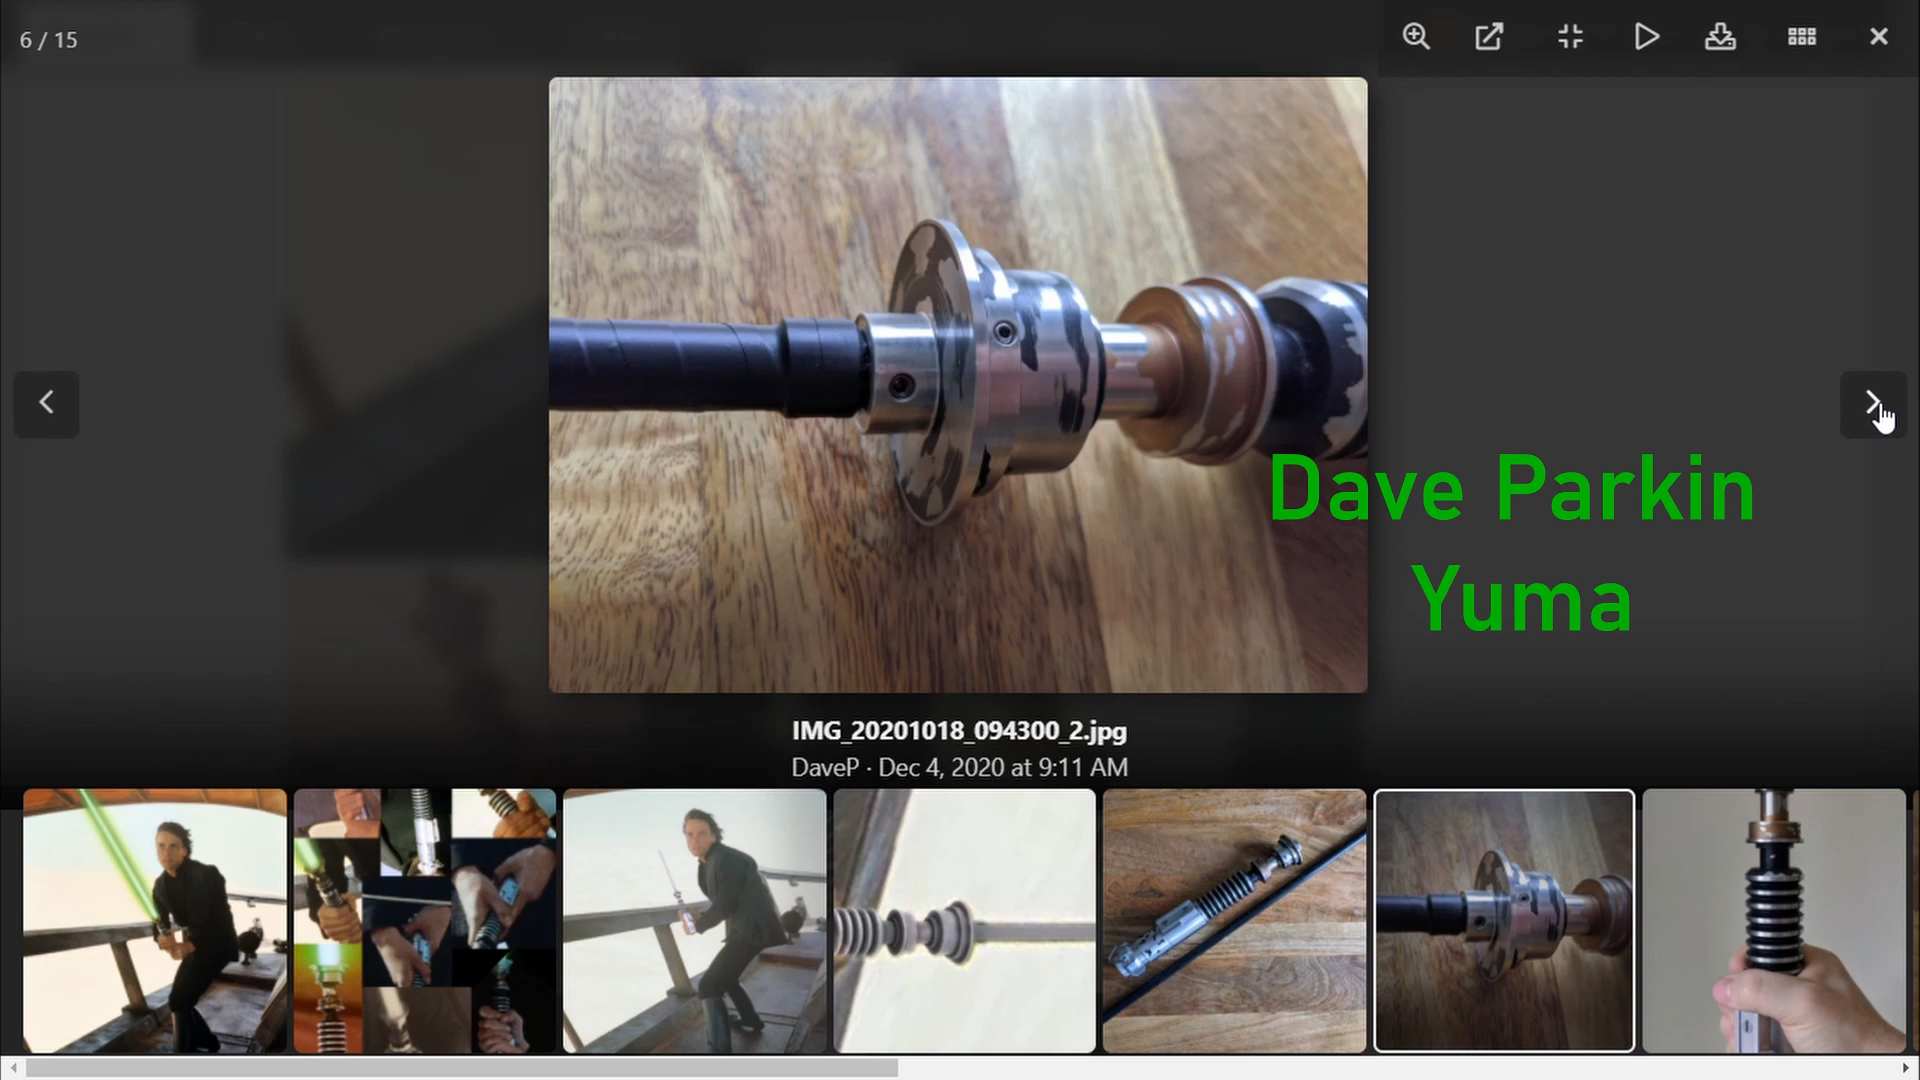 6 / 15
Dave Parkin
Yuma
IMG_20201018_094300_2.jpg
DaveP · Dec 4, 2020 at 9:11 AM